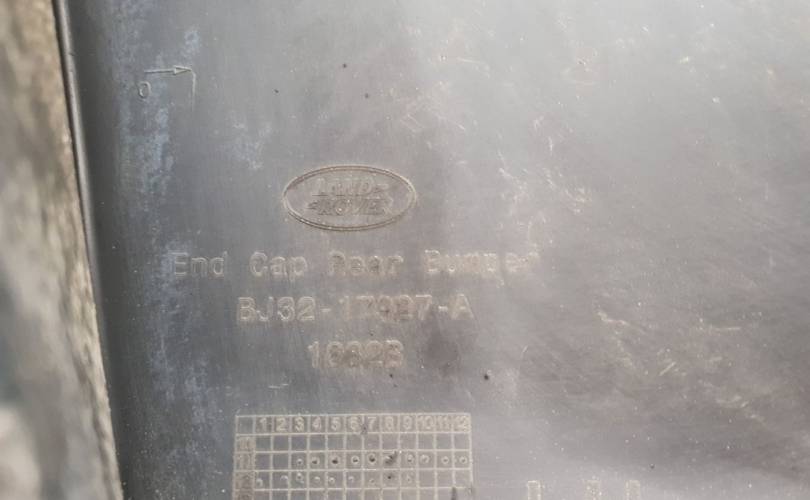 0
LAND-
-ROVER
End Cap Rear Bumper
BJ32-17927-A
1 2 3 4 5 6 7 8 9 10 11 12